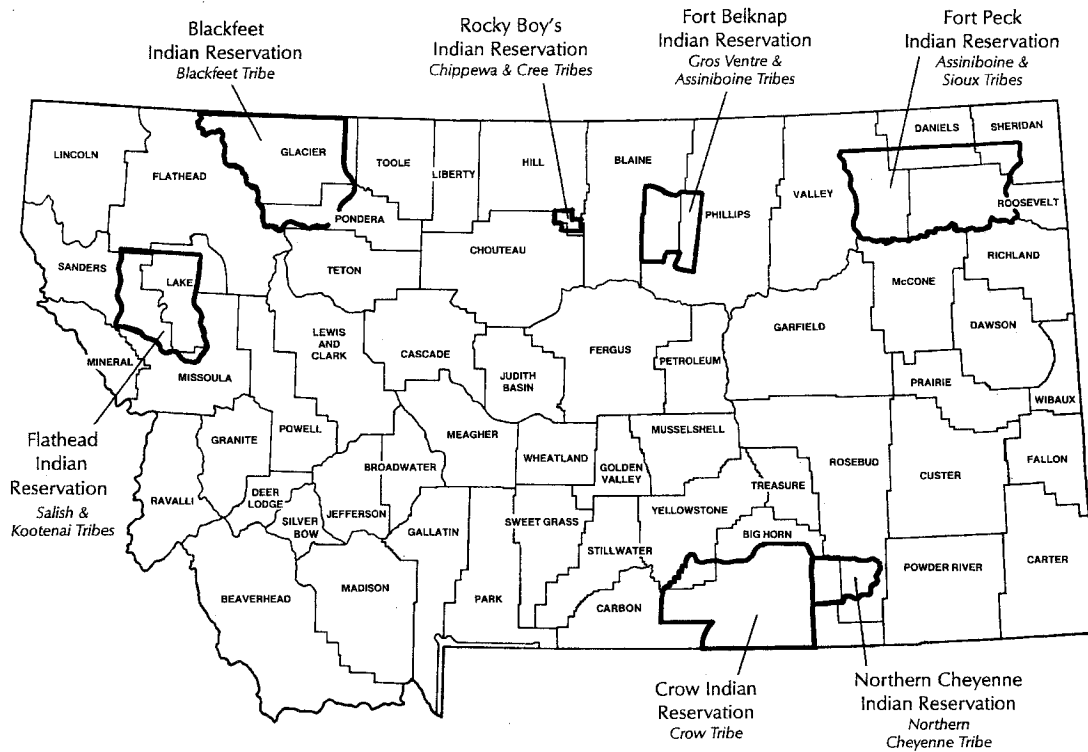 Blackfeet
Indian Reservation
Blackfeet Tribe
Rocky Boy's
Indian Reservation
Chippewa & Cree Tribes
Fort Belknap
Indian Reservation
Gros Ventre &
Assiniboine Tribes
Fort Peck
Indian Reservation
Assiniboine &
Sioux Tribes
LINCOLN
FLATHEAD
GLACIER
TOOLE
LIBERTY
HILL
BLAINE
PHILLIPS
VALLEY
DANIELS
SHERIDAN
ROOSEVELT
PONDERA
CHOUTEAU
SANDERS
LAKE
TETON
McCONE
RICHLAND
MINERAL
MISSOULA
LEWIS
AND
CLARK
CASCADE
JUDITH
BASIN
FERGUS
PETROLEUM
GARFIELD
DAWSON
PRAIRIE
WIBAUX
Flathead
Indian
Reservation
Salish &
Kootenai Tribes
GRANITE
POWELL
MEAGHER
WHEATLAND
GOLDEN
VALLEY
MUSSELSHELL
ROSEBUD
CUSTER
FALLON
RAVALLI
DEER
LODGE
SILVER
BOW
JEFFERSON
BROADWATER
GALLATIN
SWEET GRASS
STILLWATER
YELLOWSTONE
TREASURE
BIG HORN
BEAVERHEAD
MADISON
PARK
CARBON
POWDER RIVER
CARTER
Crow Indian
Reservation
Crow Tribe
Northern Cheyenne
Indian Reservation
Northern
Cheyenne Tribe